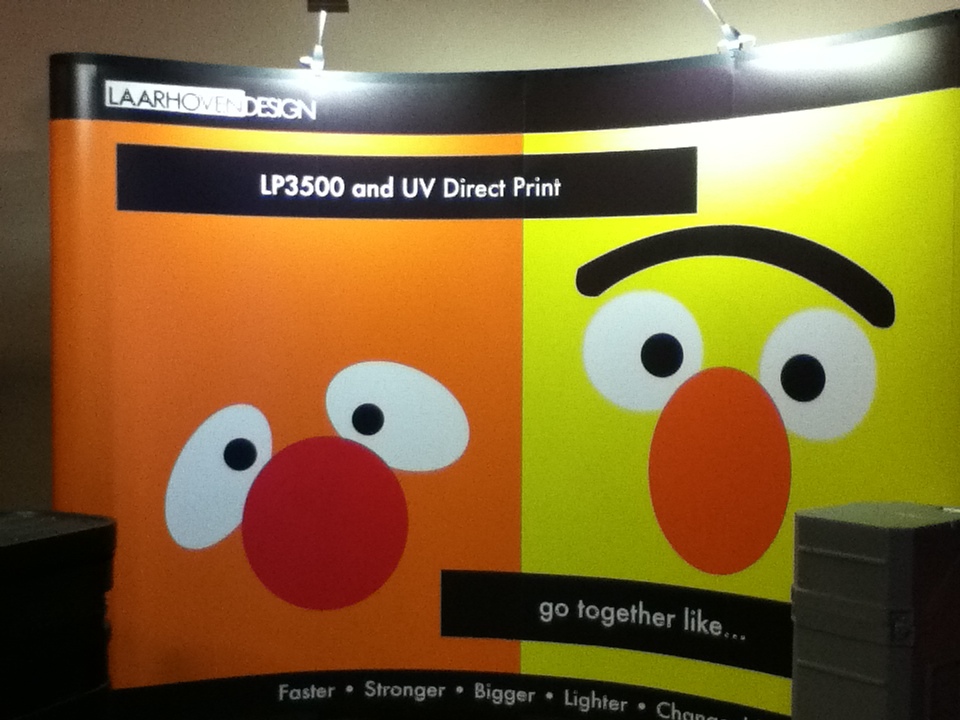 LAARHOVENDESIGN
LP3500 and UV Direct Print
go together like...
Faster • Stronger • Bigger • Lighter •